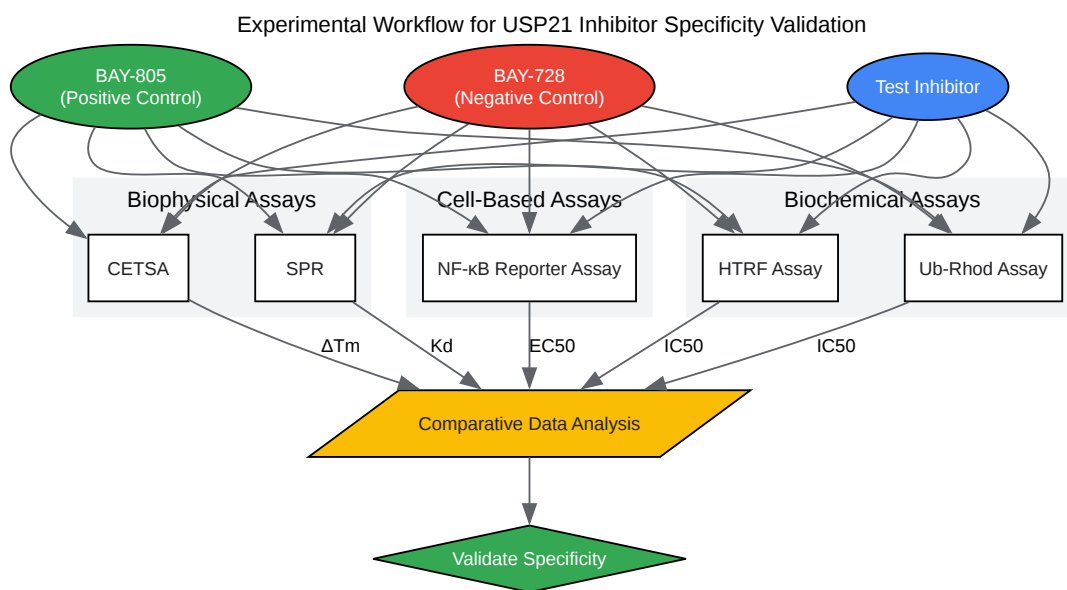 Experimental Workflow for USP21 Inhibitor Specificity Validation
BAY-805
(Positive Control)
BAY-728
(Negative Control)
Test Inhibitor
Biophysical Assays
Cell-Based Assays
Biochemical Assays
CETSA
SPR
NF-κB Reporter Assay
HTRF Assay
Ub-Rhod Assay
ΔTm
Kd
EC50
IC50
IC50
Comparative Data Analysis
Validate Specificity